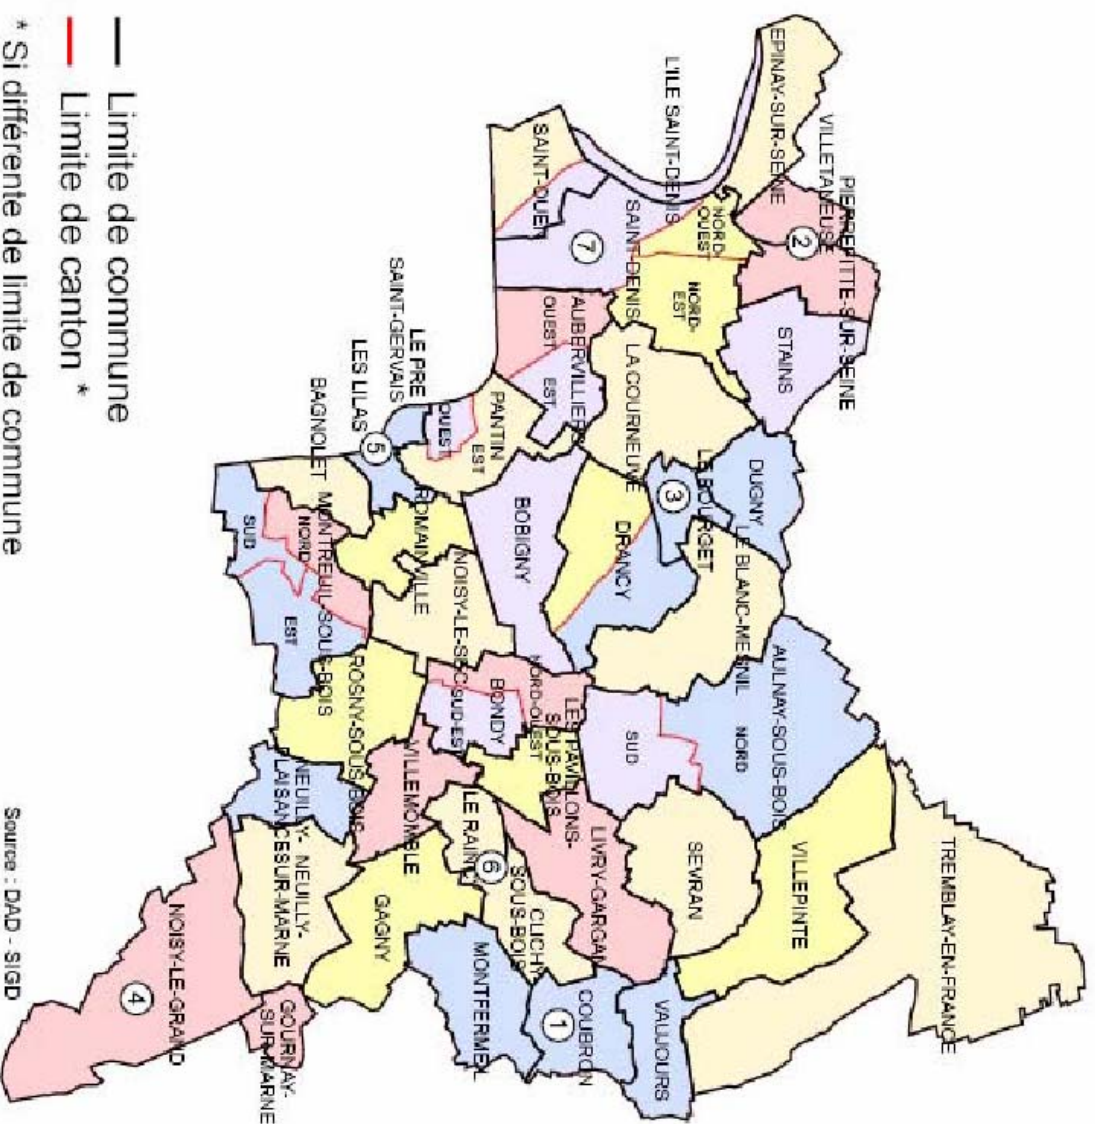 EPINAY-SUR-SEINE
VILLETANEUSE
PIERREFITTE-SUR-SEINE
2
L'ILE SAINT-DENIS
SAINT-OUEN
SAINT-DENIS
NORD-
OUEST
NORD-
EST
7
STAINS
AUBERVILLIERS
OUEST
EST
LA COURNEUVE
DUGNY
LE BOURGET
3
LE PRE
SAINT-GERVAIS
PANTIN
OUEST
EST
LES LILAS
5
BAGNOLET
BOBIGNY
DRANCY
LE BLANC-MESNIL
ROMAINVILLE
NOISY-LE-SEC
MONTREUIL-SOUS-BOIS
NORD
SUD
EST
ROSNY-SOUS-BOIS
BONDY
NORD-OUEST
SUD-EST
LES PAVILLONS-
SOUS-BOIS
AULNAY-SOUS-BOIS
NORD
SUD
SEVRAN
VILLEPINTE
TREMBLAY-EN-FRANCE
VILLEMOMBLE
LE RAINCY
6
LIVRY-GARGAN
CLICHY-
SOUS-BOIS
NEUILLY-
PLAISANCE
NEUILLY-
SUR-MARNE
GAGNY
MONTFERMEIL
COUBRON
1
VAUJOURS
NOISY-LE-GRAND
4
GOURNAY-
SUR-MARNE
Limite de commune
Limite de canton *
* Si différente de limite de commune
Source : DAD - SIGD